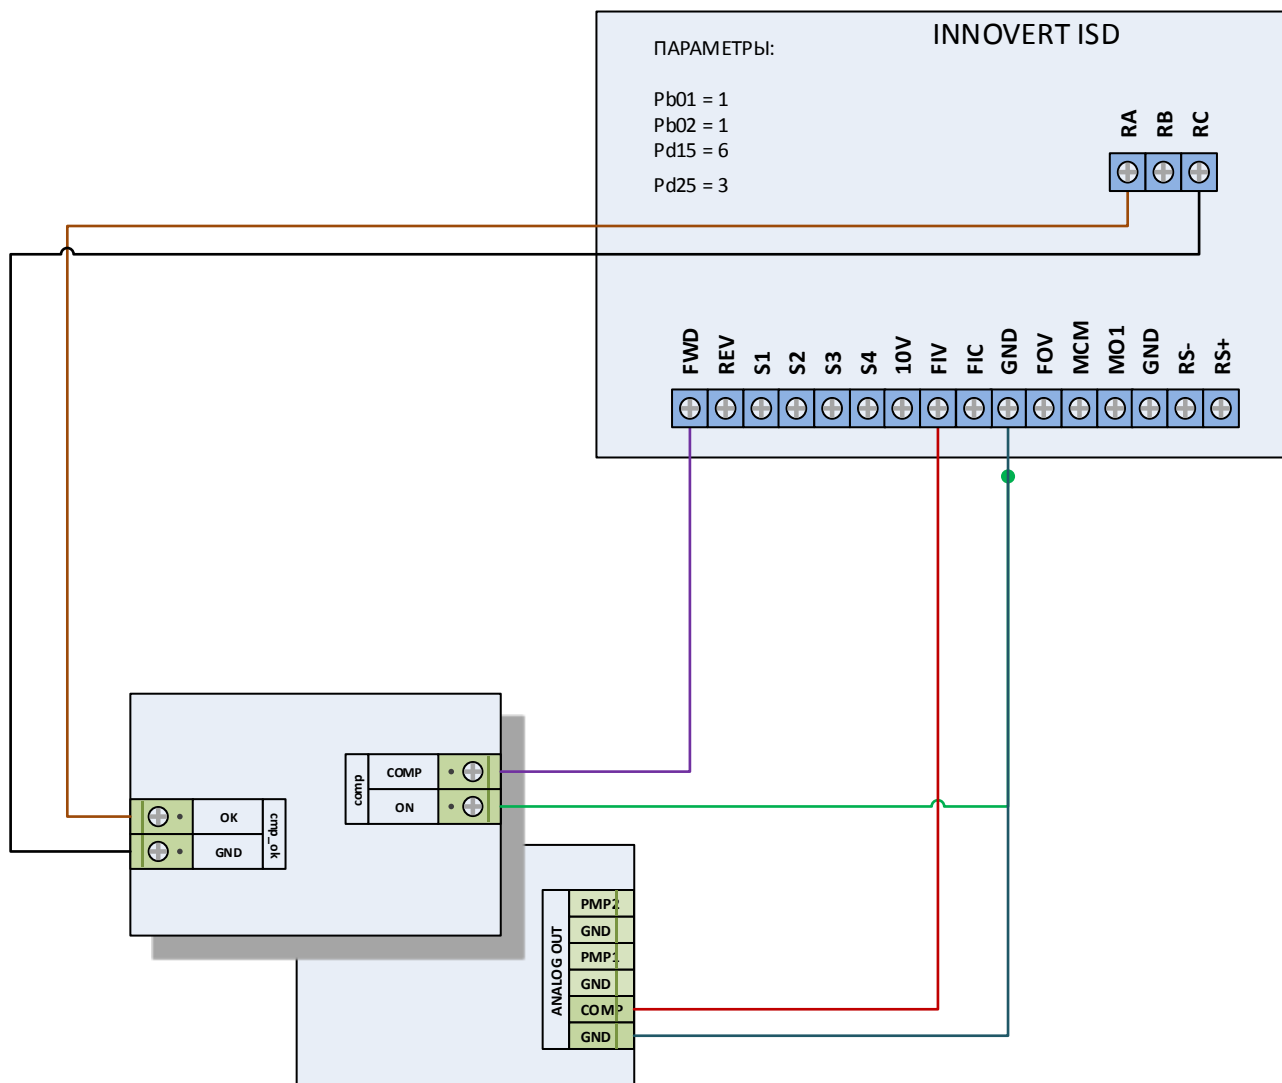 INNOVERT ISD
ПАРАМЕТРЫ:
Pb01 = 1
Pb02 = 1
Pd15 = 6
Pd25 = 3
RA
RB
RC
FWD
REV
S1
S2
S3
S4
10V
FIV
FIC
GND
FOV
MCM
MO1
GND
RS-
RS+
comp
COMP
ON
OK
GND
cmp_ok
ANALOG OUT
PMP2
GND
PMP1
GND
COMP
GND